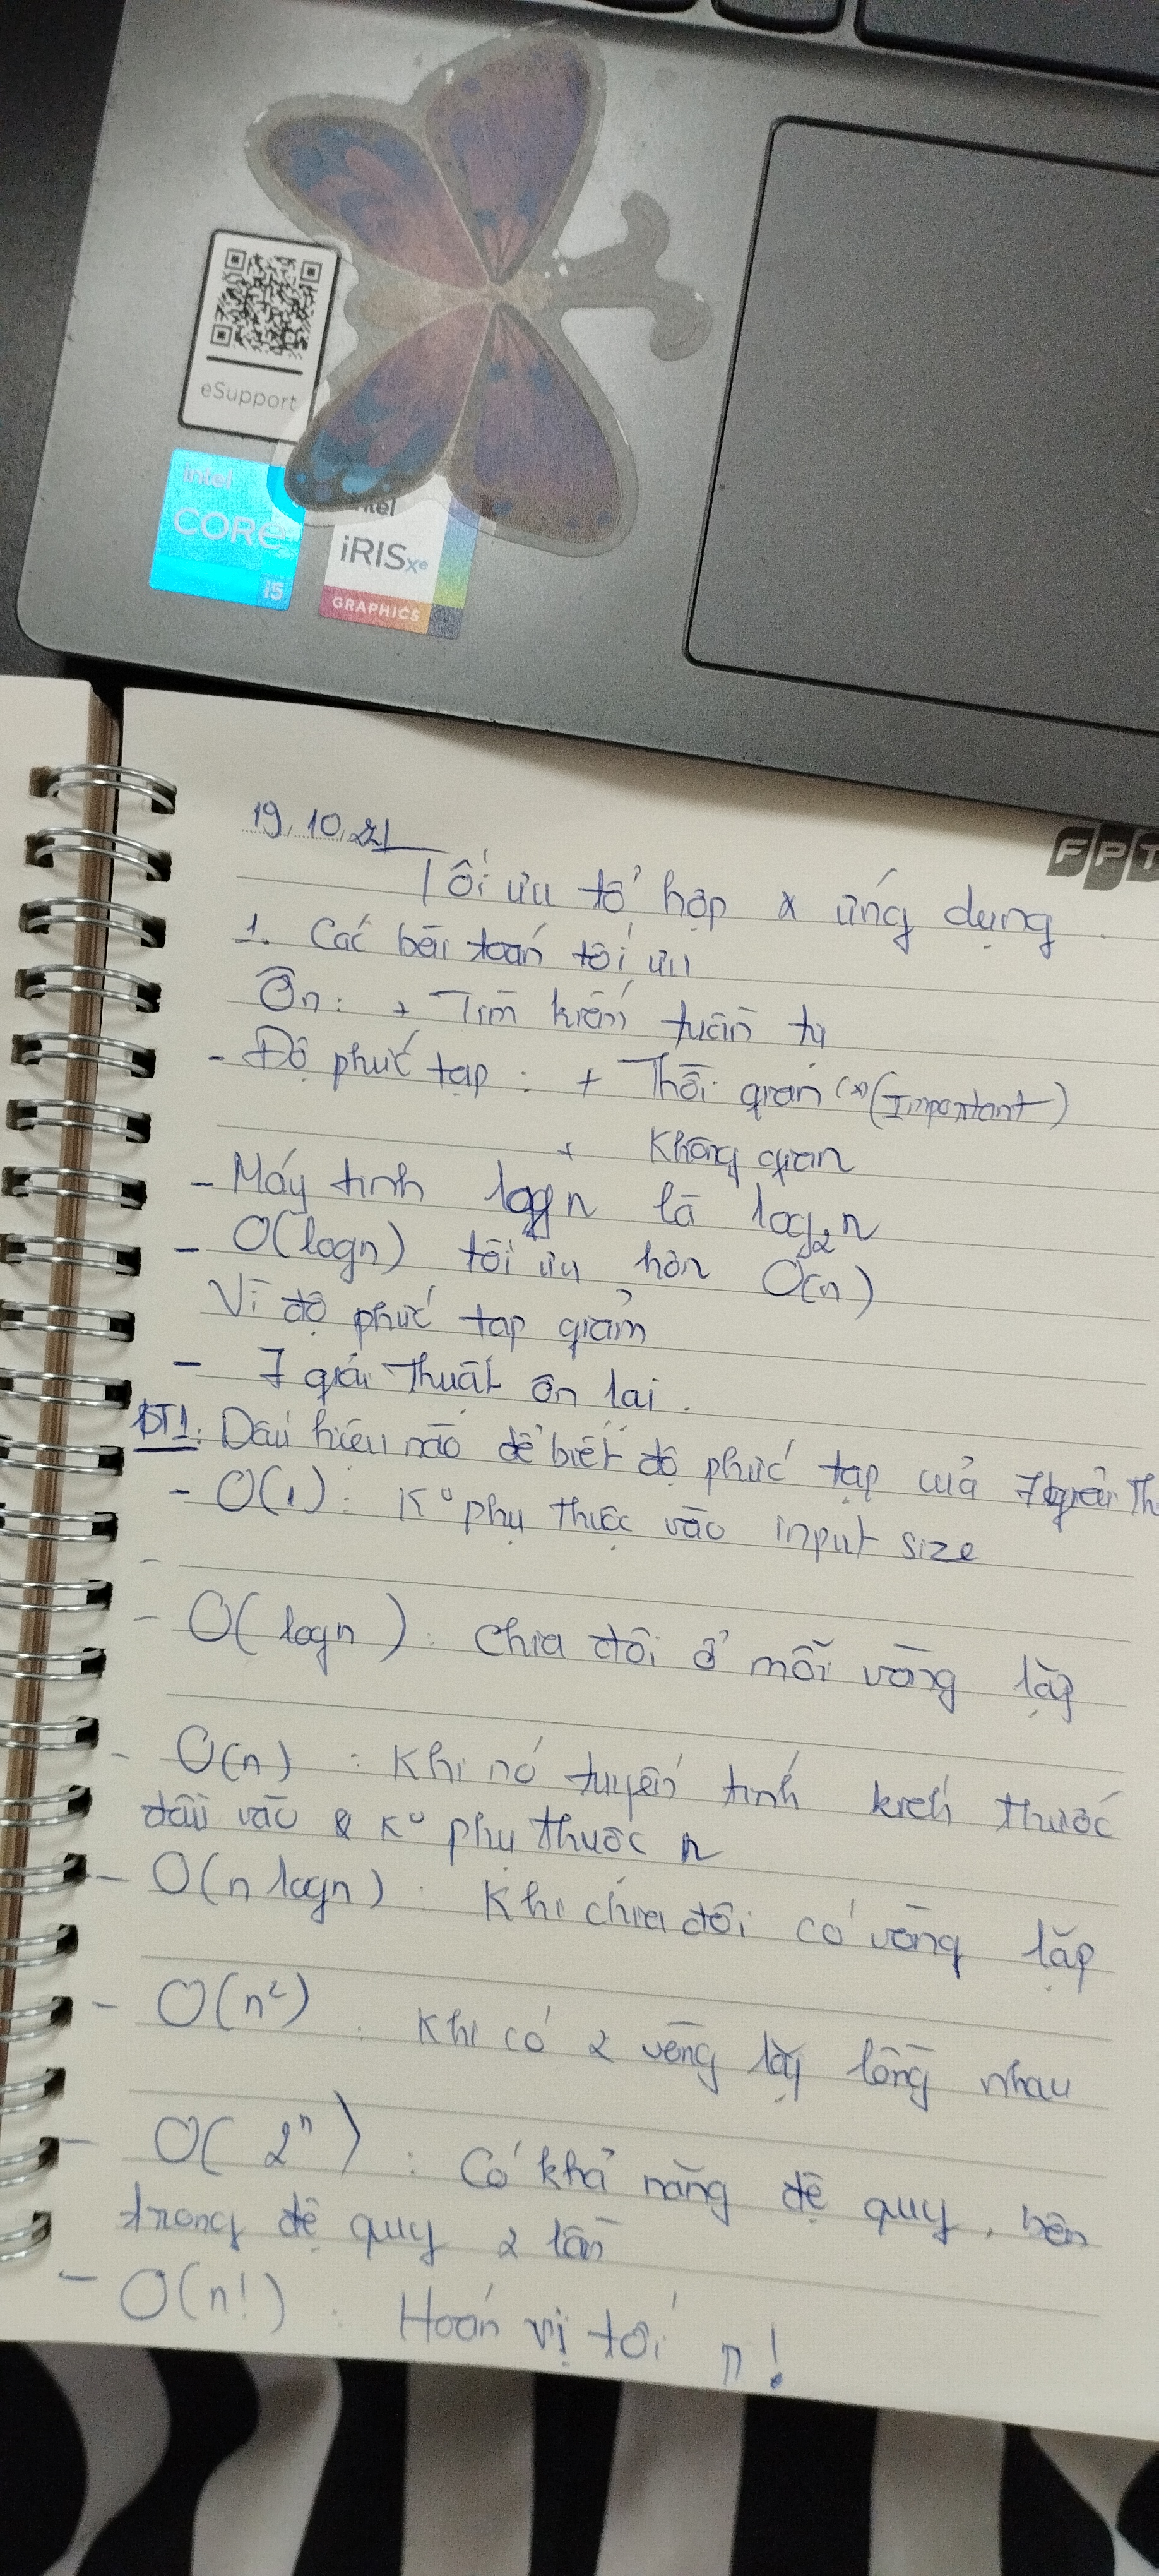 eSupport
intel
CORE
i5
intel
iRIS Xe
GRAPHICS
FPT
19.10.21
Tối ưu tổ hợp & ứng dụng
1. Các bài toán tối ưu
Ôn: + Tìm kiếm tuần tự
- Độ phức tạp: + Thời gian (*) (Important)
+ Không gian
- Máy tính logn là log₂n
- O(logn) tối ưu hơn O(n)
Vì độ phức tạp giảm
- 7 giải thuật ôn lại.
BT1: Dấu hiệu nào để biết độ phức tạp của 7 giải Th
- O(1): K° phụ thuộc vào input size
-
- O(logn): chia đôi ở mỗi vòng lặp
- O(n): Khi nó tuyến tính kích thước
đầu vào & K° phụ thuộc n
- O(n logn): Khi chia đôi có vòng lặp
- O(n²): Khi có 2 vòng lặp lồng nhau
- O(2ⁿ): Có khả năng đệ quy, bên
trong đệ quy 2 lần
- O(n!): Hoán vị tới n!